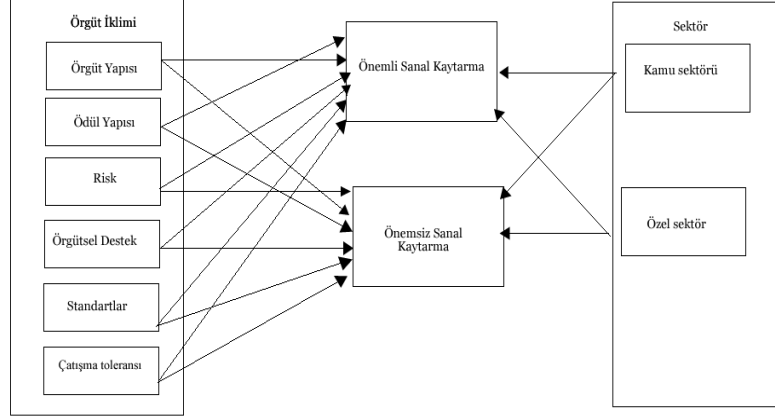 Örgüt İklimi
Örgüt Yapısı
Ödül Yapısı
Risk
Örgütsel Destek
Standartlar
Çatışma toleransı
Önemli Sanal Kaytarma
Önemsiz Sanal
Kaytarma
Sektör
Kamu sektörü
Özel sektör